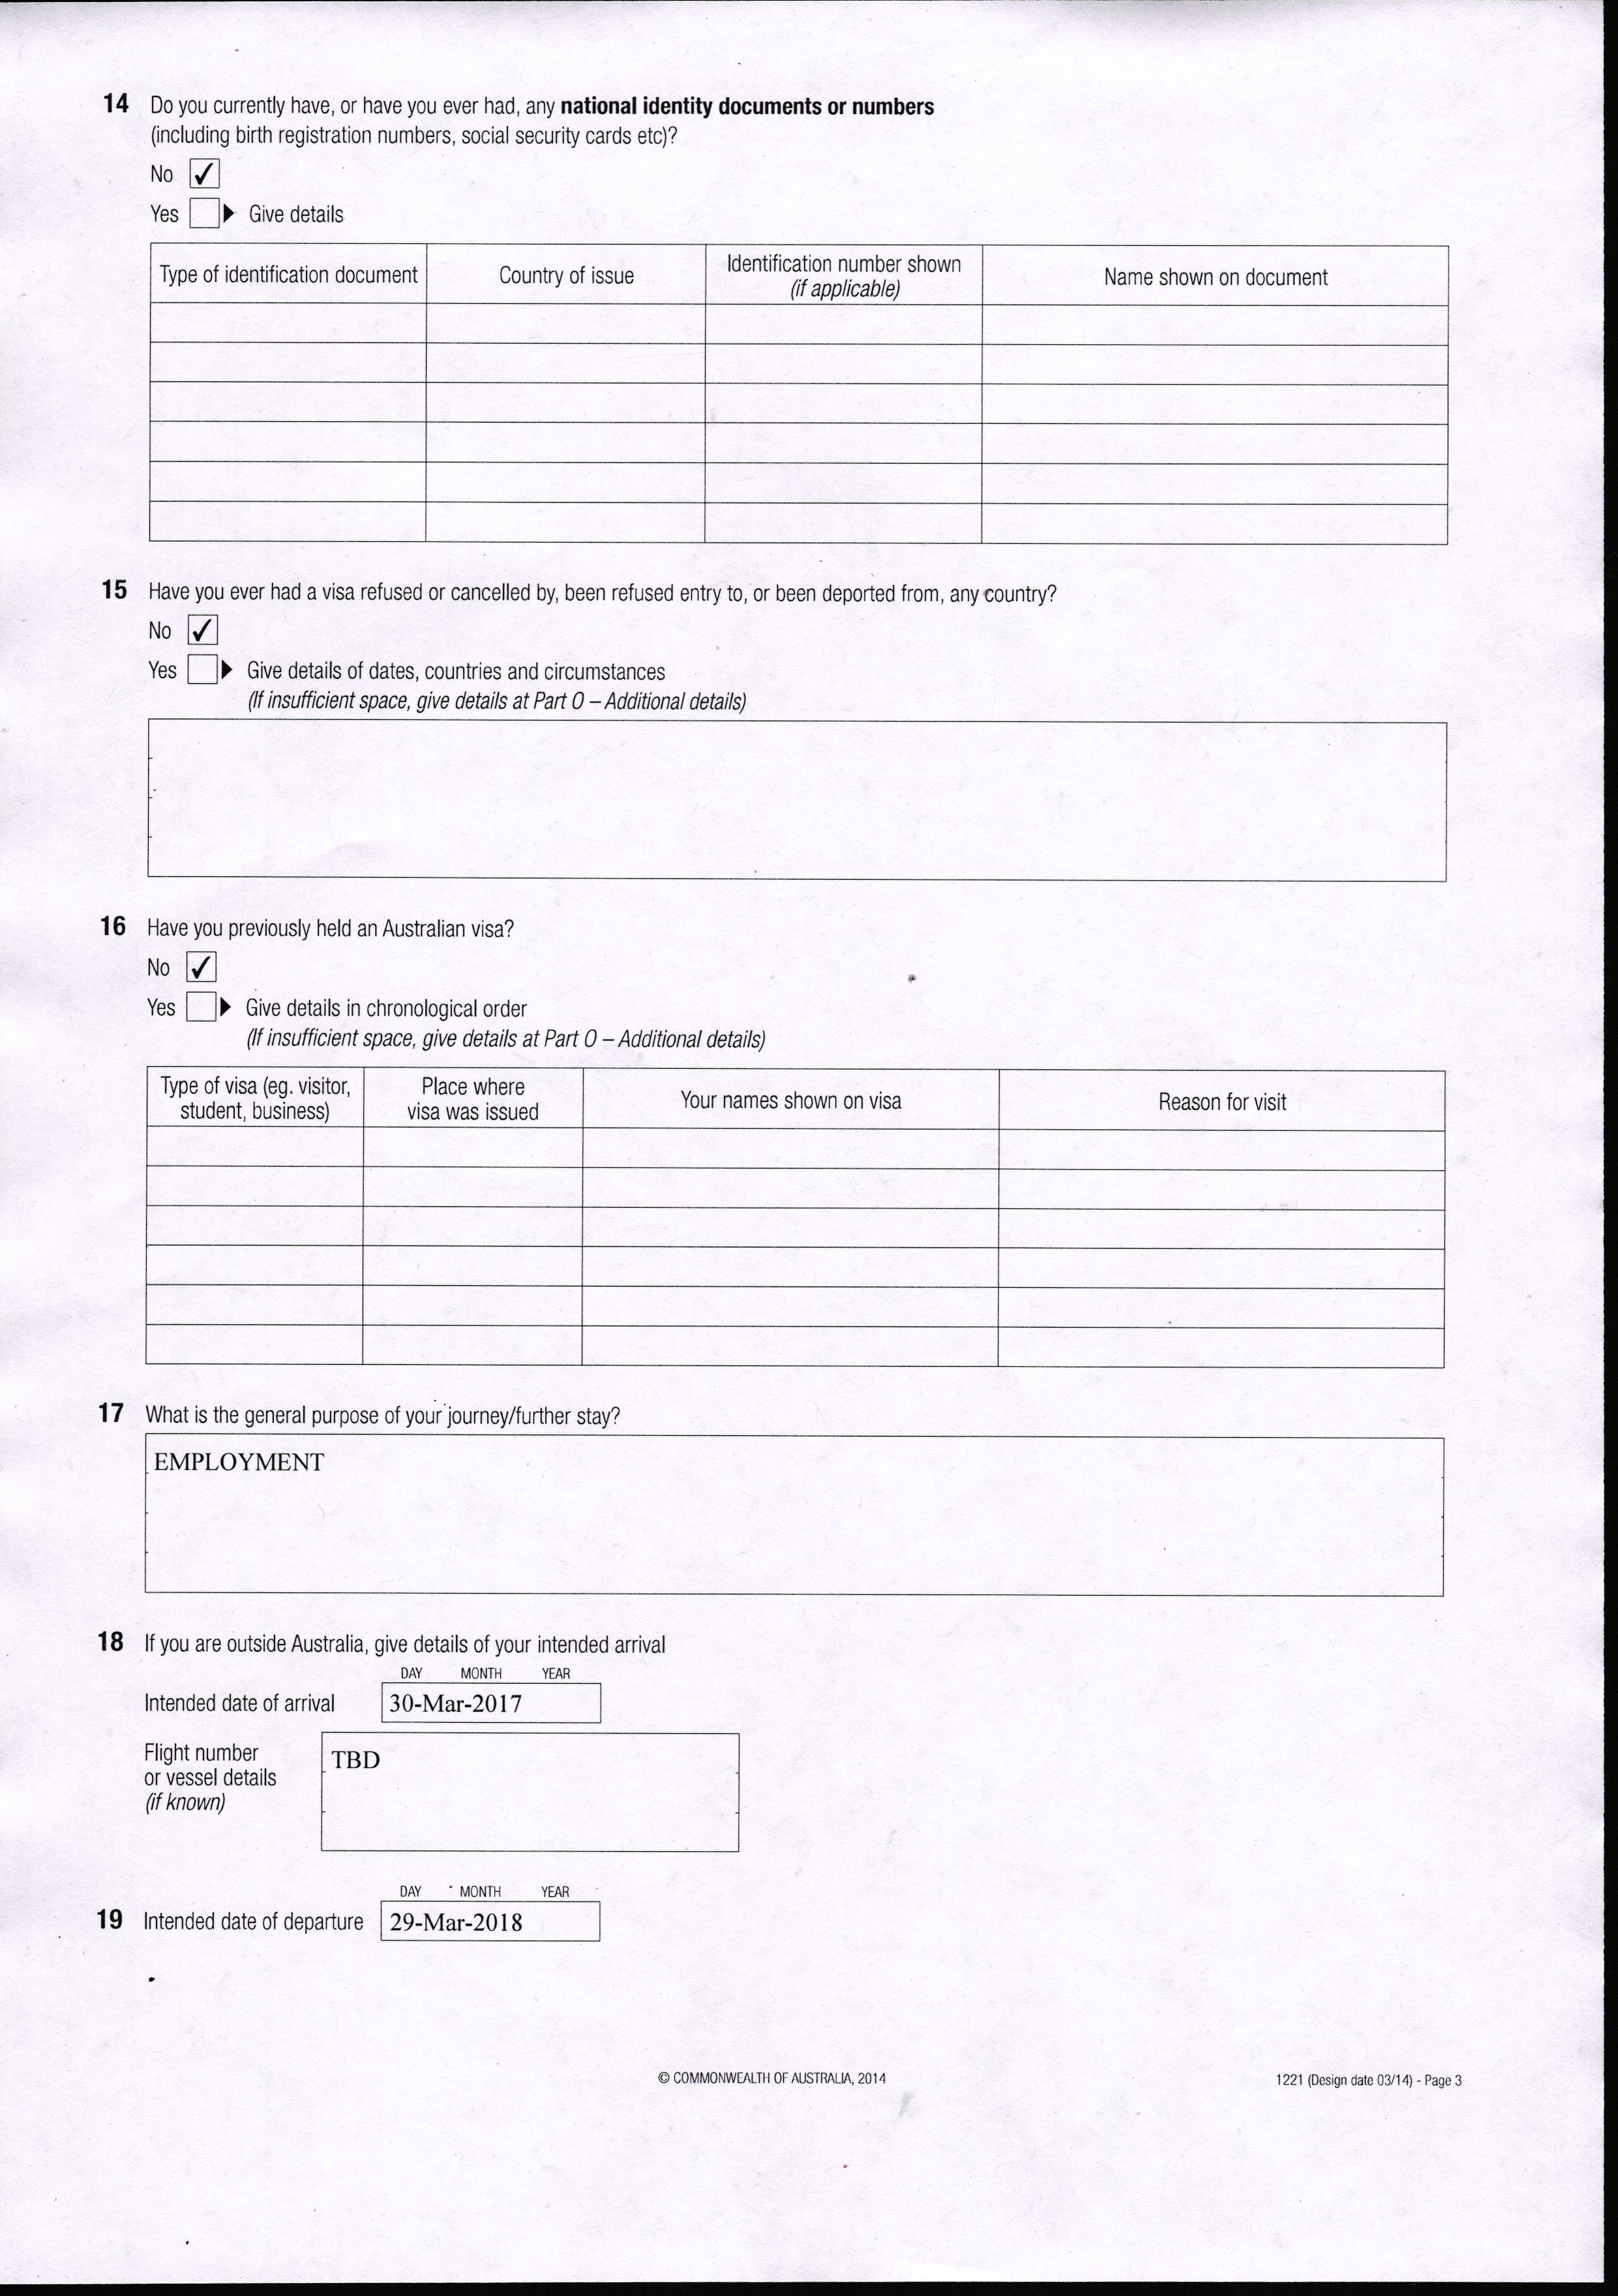 14 Do you currently have, or have you ever had, any national identity documents or numbers
(including birth registration numbers, social security cards etc)?
No ✓
Yes Give details
Type of identification document Country of issue Identification number shown (if applicable) Name shown on document
15 Have you ever had a visa refused or cancelled by, been refused entry to, or been deported from, any country?
No ✓
Yes Give details of dates, countries and circumstances
(If insufficient space, give details at Part O – Additional details)
16 Have you previously held an Australian visa?
No ✓
Yes Give details in chronological order
(If insufficient space, give details at Part O – Additional details)
Type of visa (eg. visitor, student, business) Place where visa was issued Your names shown on visa Reason for visit
17 What is the general purpose of your journey/further stay?
EMPLOYMENT
18 If you are outside Australia, give details of your intended arrival
DAY MONTH YEAR
Intended date of arrival 30-Mar-2017
Flight number
or vessel details
(if known)
TBD
DAY MONTH YEAR
19 Intended date of departure 29-Mar-2018
© COMMONWEALTH OF AUSTRALIA, 2014 1221 (Design date 03/14) - Page 3